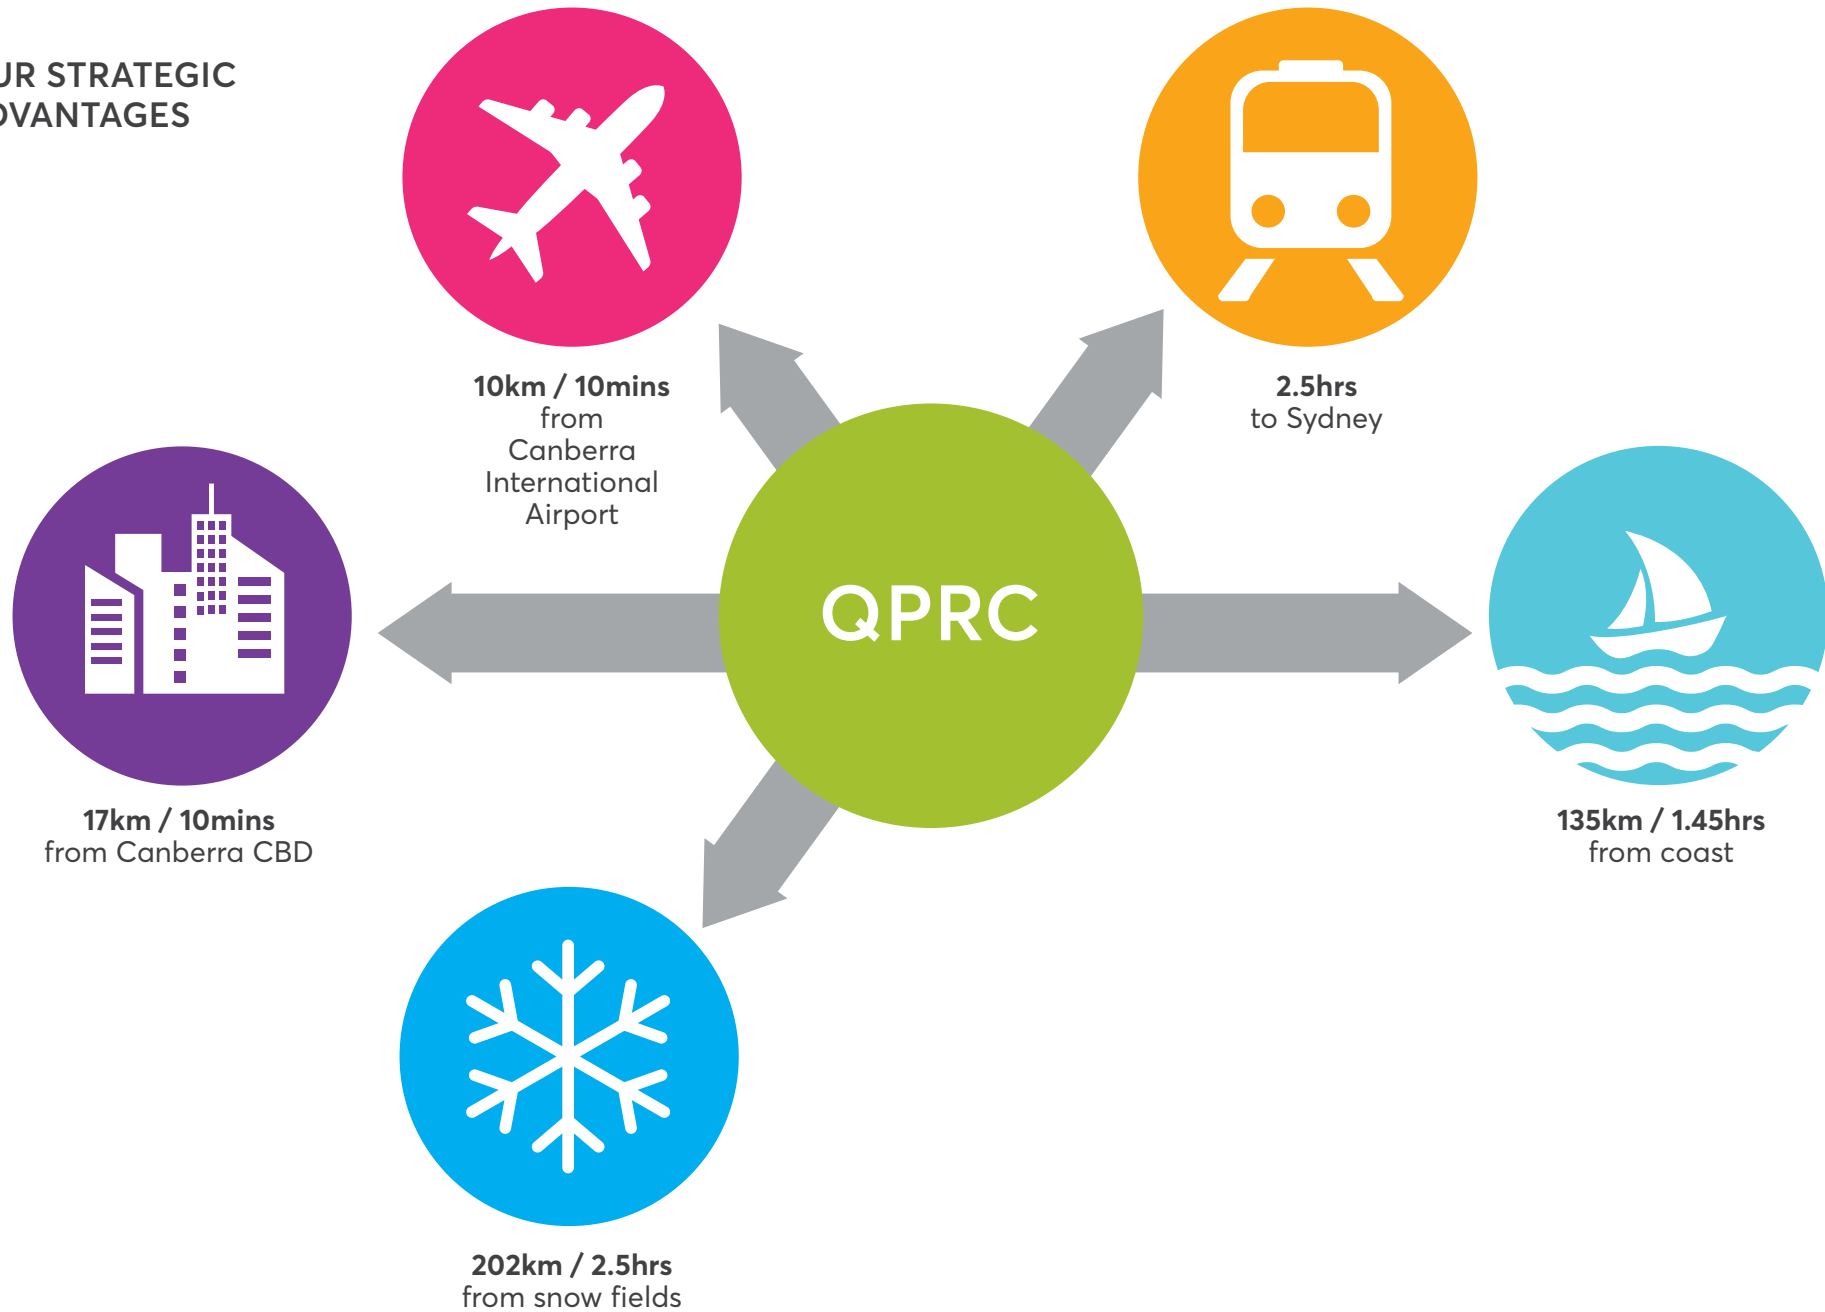 UR STRATEGIC
DVANTAGES
10km / 10mins
from
Canberra
International
Airport
2.5hrs
to Sydney
QPRC
17km / 10mins
from Canberra CBD
135km / 1.45hrs
from coast
202km / 2.5hrs
from snow fields